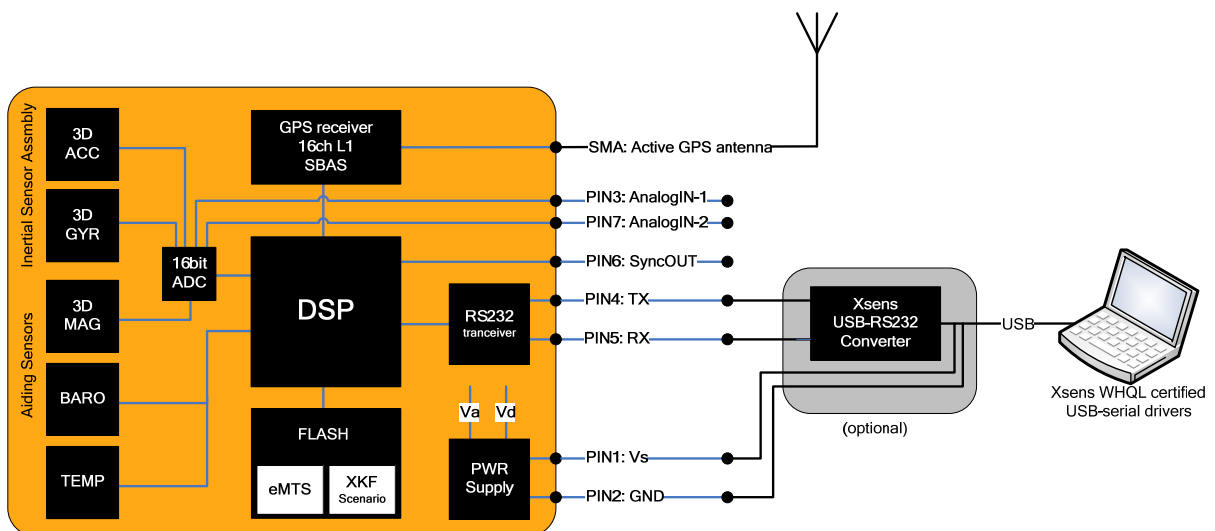 Inertial Sensor Assmbly
Aiding Sensors
3D
ACC
3D
GYR
3D
MAG
BARO
TEMP
16bit
ADC
GPS receiver
16ch L1
SBAS
DSP
FLASH
eMTS
XKF
Scenario
RS232
tranceiver
Va
Vd
PWR
Supply
SMA: Active GPS antenna
PIN3: AnalogIN-1
PIN7: AnalogIN-2
PIN6: SyncOUT
PIN4: TX
PIN5: RX
PIN1: Vs
PIN2: GND
Xsens
USB-RS232
Converter
(optional)
USB
Xsens WHQL certified
USB-serial drivers